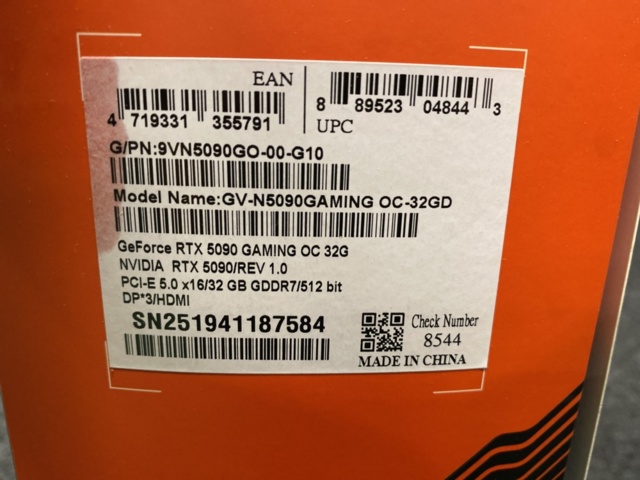 EAN
4 719331 355791
8 89523 04844 3
UPC
G/PN:9VN5090GO-00-G10
Model Name:GV-N5090GAMING OC-32GD
GeForce RTX 5090 GAMING OC 32G
NVIDIA RTX 5090/REV 1.0
PCI-E 5.0 x16/32 GB GDDR7/512 bit
DP*3/HDMI
SN251941187584
Check Number
8544
MADE IN CHINA